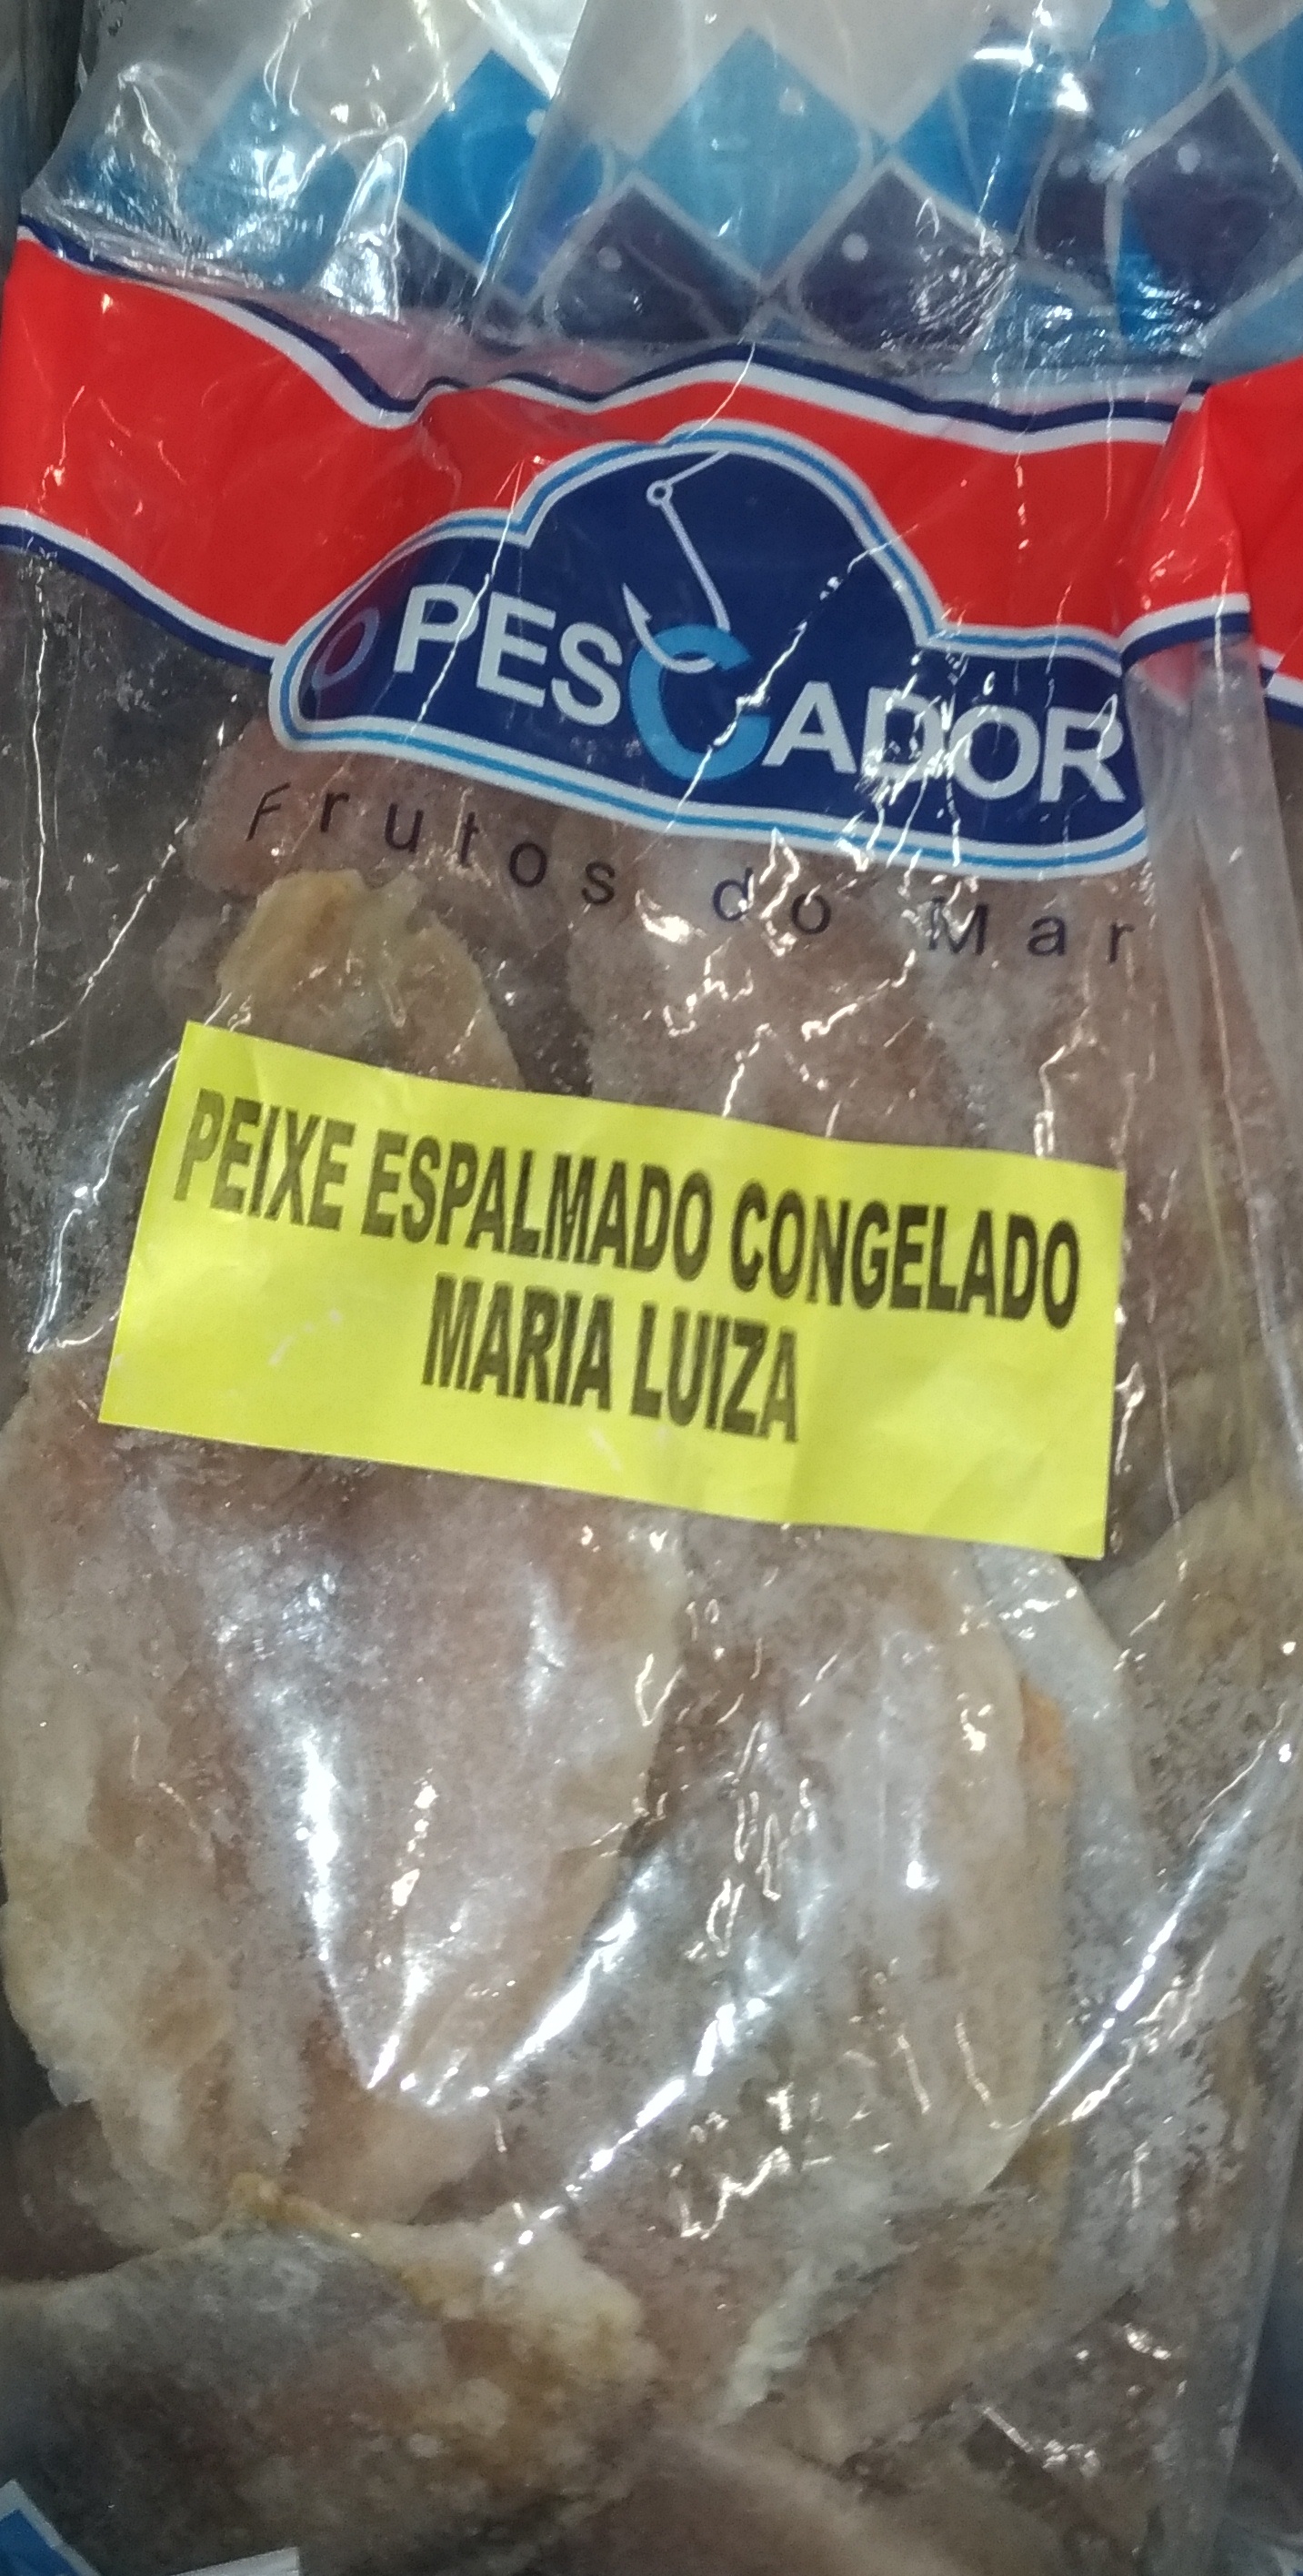 O PESCADOR
Frutos do Mar
PEIXE ESPALMADO CONGELADO
MARIA LUIZA